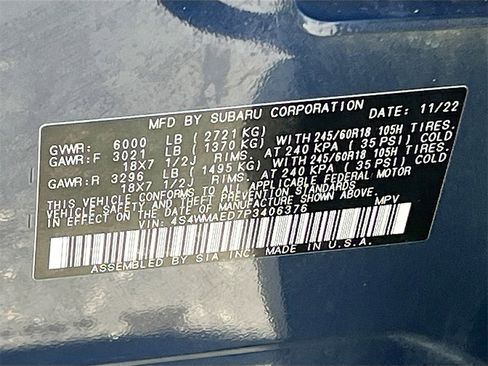 MFD BY SUBARU CORPORATION DATE: 11/22
GVWR: 6000 LB ( 2721 KG)
GAWR:F 3021 LB ( 1370 KG) WITH 245/60R18 105H TIRES.
18X7 1/2J RIMS. AT 240 KPA ( 35 PSI) COLD
GAWR:R 3296 LB ( 1495 KG) WITH 245/60R18 105H TIRES.
18X7 1/2J RIMS. AT 240 KPA ( 35 PSI) COLD
THIS VEHICLE CONFORMS TO ALL APPLICABLE FEDERAL MOTOR
VEHICLE SAFETY AND THEFT PREVENTION STANDARDS
IN EFFECT ON THE DATE OF MANUFACTURE SHOWN ABOVE.
VIN: 4S4WMAED7P3406376 MPV
ASSEMBLED BY SIA INC. MADE IN U.S.A.